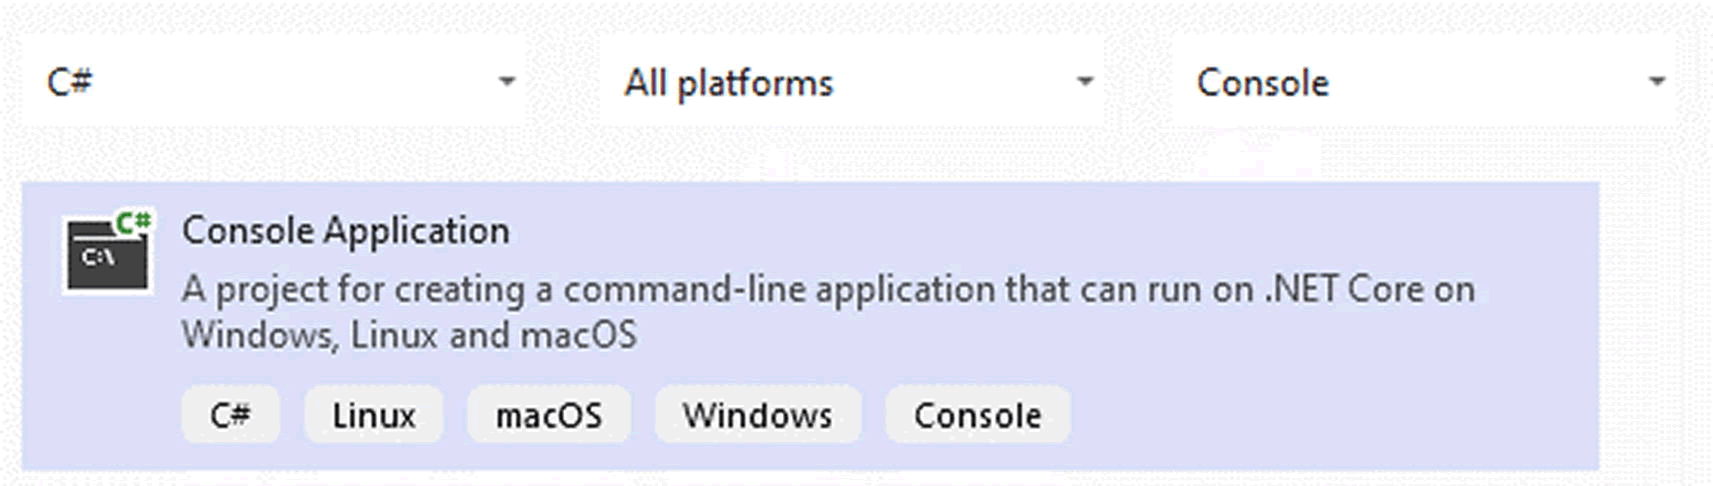 C# All platforms Console
C#
C:\
Console Application
A project for creating a command-line application that can run on .NET Core on
Windows, Linux and macOS
C# Linux macOS Windows Console